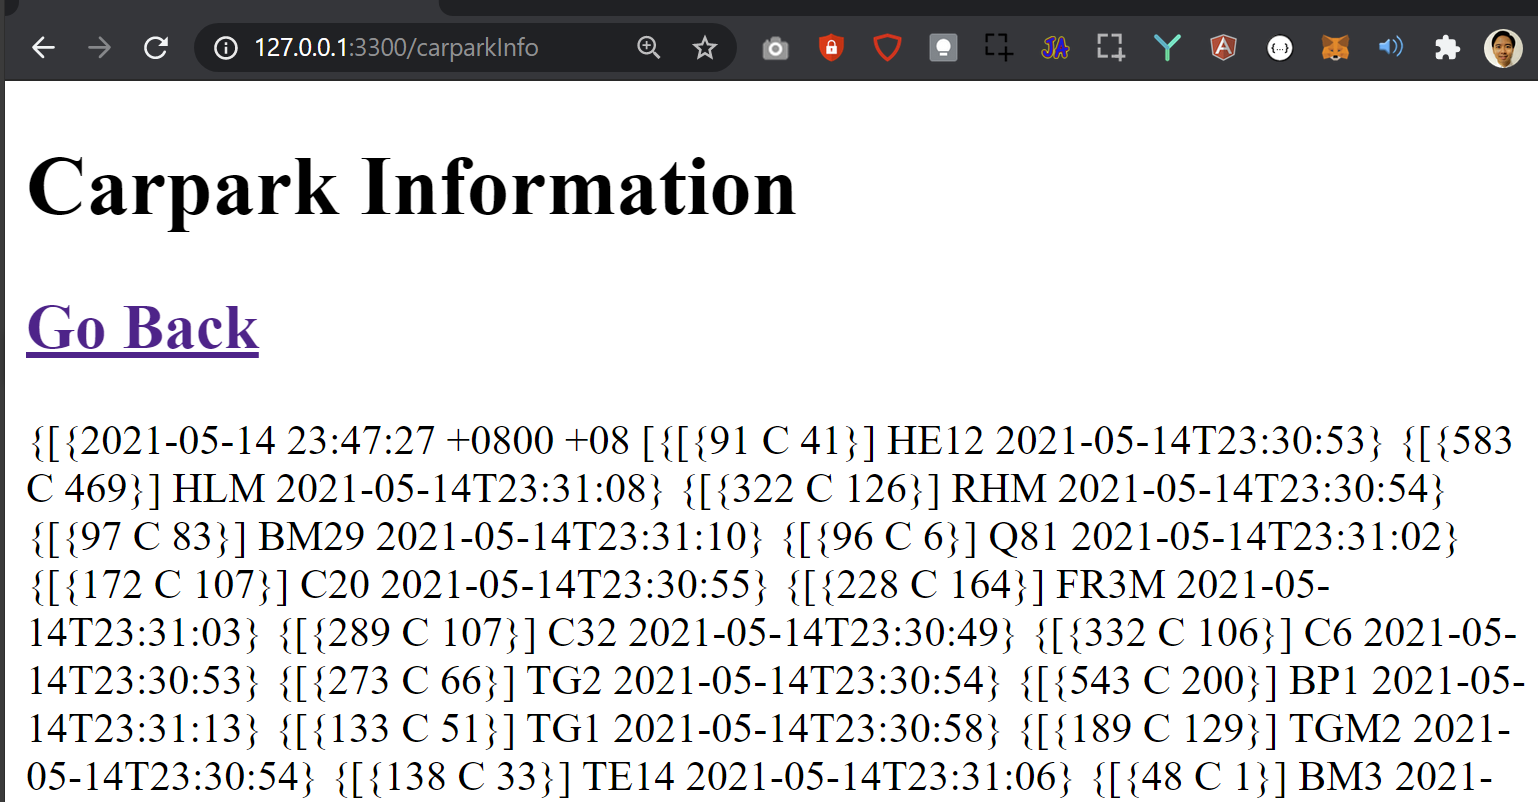 127.0.0.1:3300/carparkInfo
JA
A
{...}
Carpark Information
Go Back
{[{2021-05-14 23:47:27 +0800 +08 [{[{91 C 41}] HE12 2021-05-14T23:30:53} {[{583
C 469}] HLM 2021-05-14T23:31:08} {[{322 C 126}] RHM 2021-05-14T23:30:54}
{[{97 C 83}] BM29 2021-05-14T23:31:10} {[{96 C 6}] Q81 2021-05-14T23:31:02}
{[{172 C 107}] C20 2021-05-14T23:30:55} {[{228 C 164}] FR3M 2021-05-
14T23:31:03} {[{289 C 107}] C32 2021-05-14T23:30:49} {[{332 C 106}] C6 2021-05-
14T23:30:53} {[{273 C 66}] TG2 2021-05-14T23:30:54} {[{543 C 200}] BP1 2021-05-
14T23:31:13} {[{133 C 51}] TG1 2021-05-14T23:30:58} {[{189 C 129}] TGM2 2021-
05-14T23:30:54} {[{138 C 33}] TE14 2021-05-14T23:31:06} {[{48 C 1}] BM3 2021-